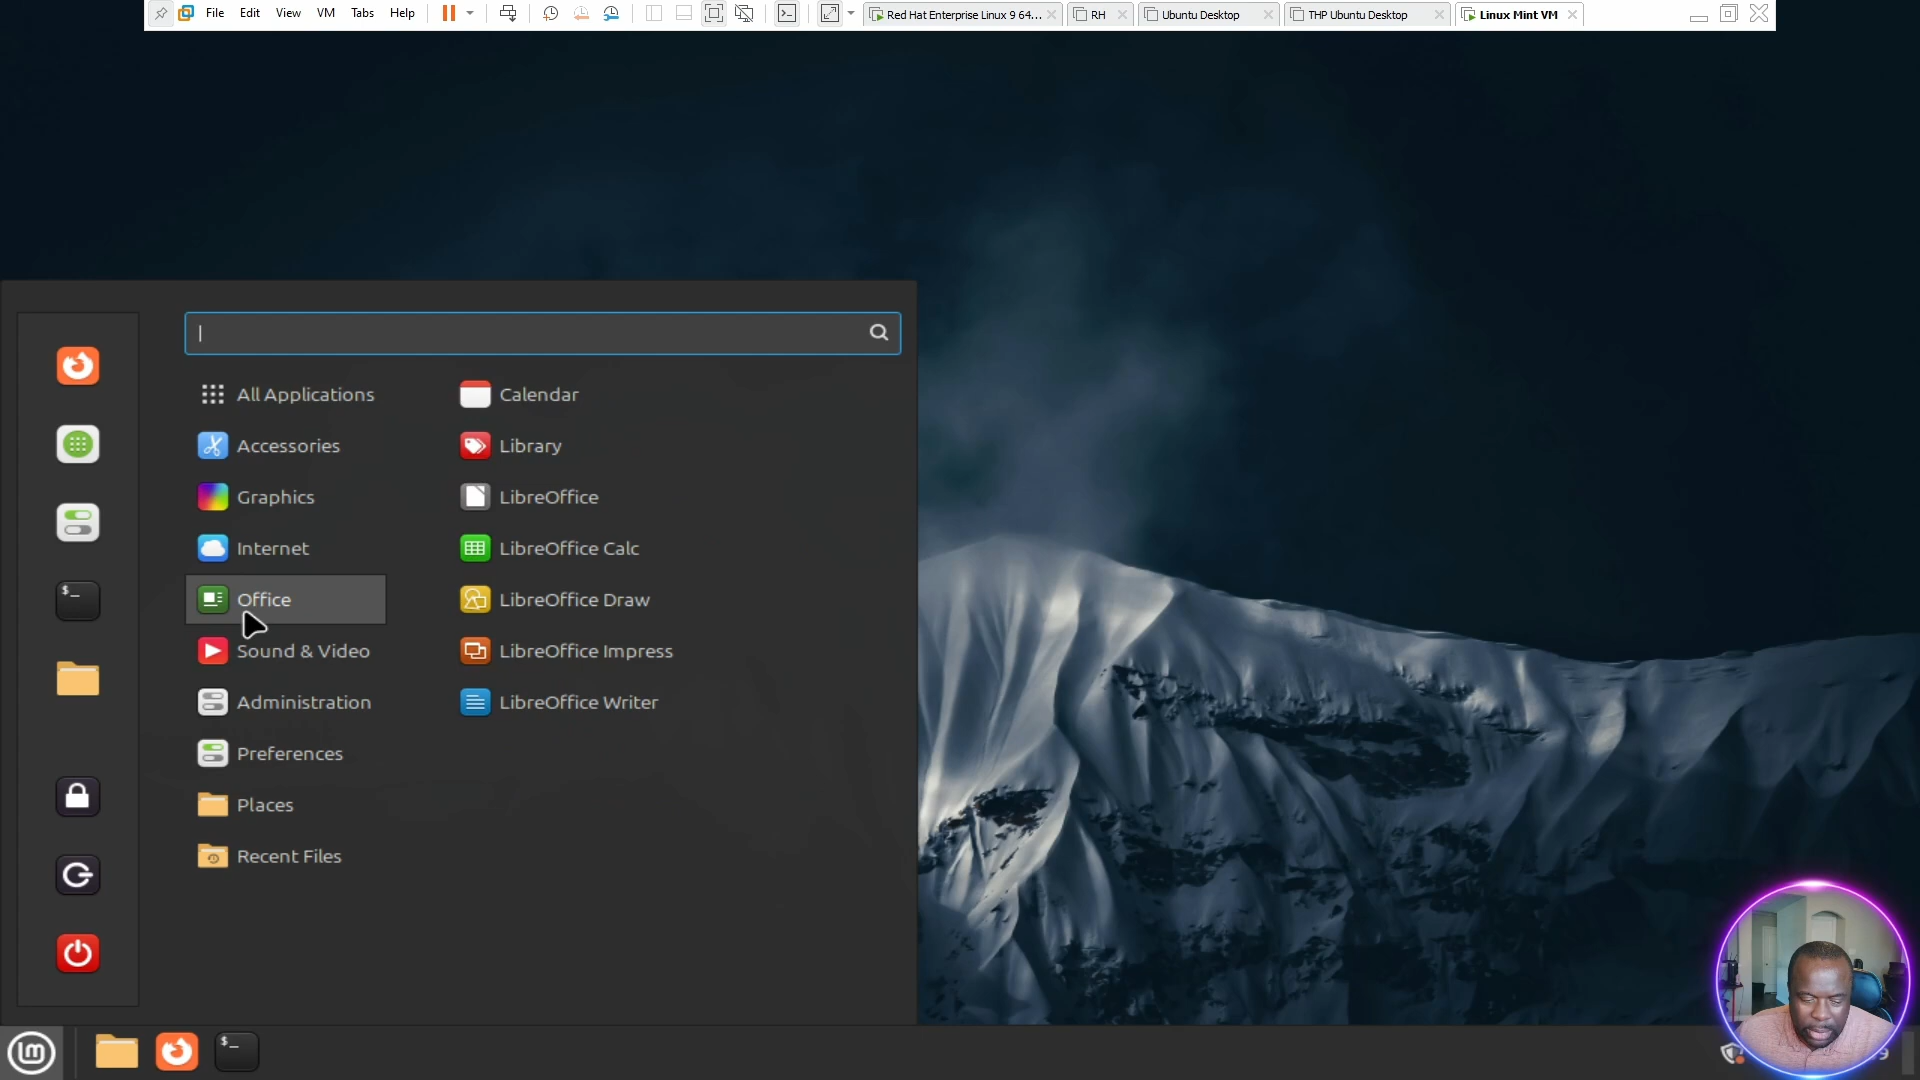 File Edit View VM Tabs Help
Red Hat Enterprise Linux 9 64...
RH
Ubuntu Desktop
THP Ubuntu Desktop
Linux Mint VM
All Applications
Accessories
Graphics
Internet
Office
Sound & Video
Administration
Preferences
Places
Recent Files
Calendar
Library
LibreOffice
LibreOffice Calc
LibreOffice Draw
LibreOffice Impress
LibreOffice Writer
$_
$_
lm